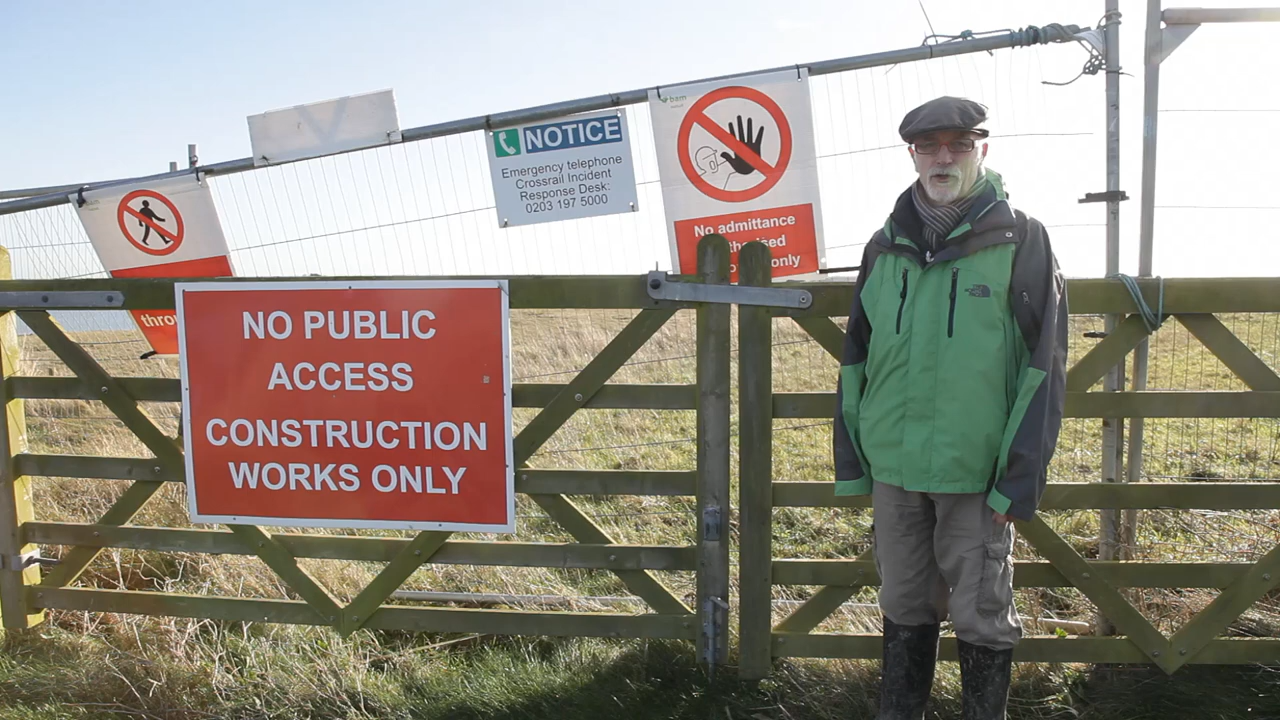 bam
NOTICE
Emergency telephone
Crossrail Incident
Response Desk:
0203 197 5000
No admittance
only
NO PUBLIC
ACCESS
CONSTRUCTION
WORKS ONLY
THE
NORTH
FACE